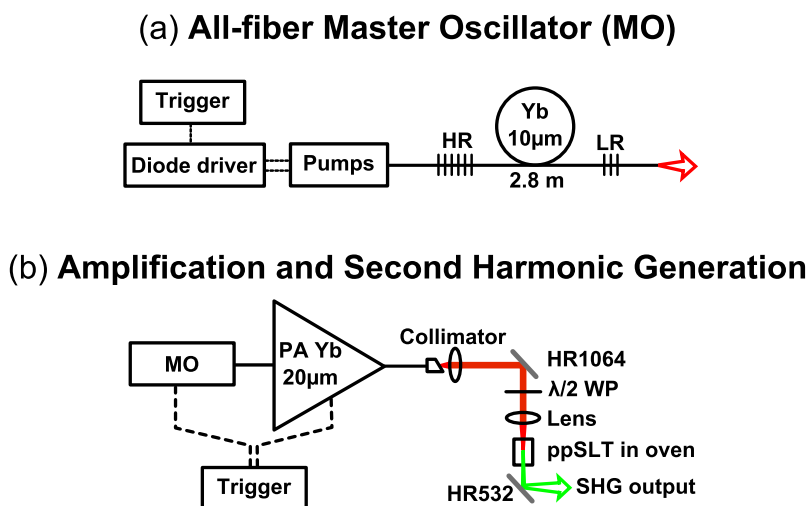 (a) All-fiber Master Oscillator (MO)
Trigger
Diode driver
Pumps
HR
Yb
10μm
2.8 m
LR
(b) Amplification and Second Harmonic Generation
MO
PA Yb
20μm
Collimator
HR1064
λ/2 WP
Lens
ppSLT in oven
Trigger
HR532
SHG output